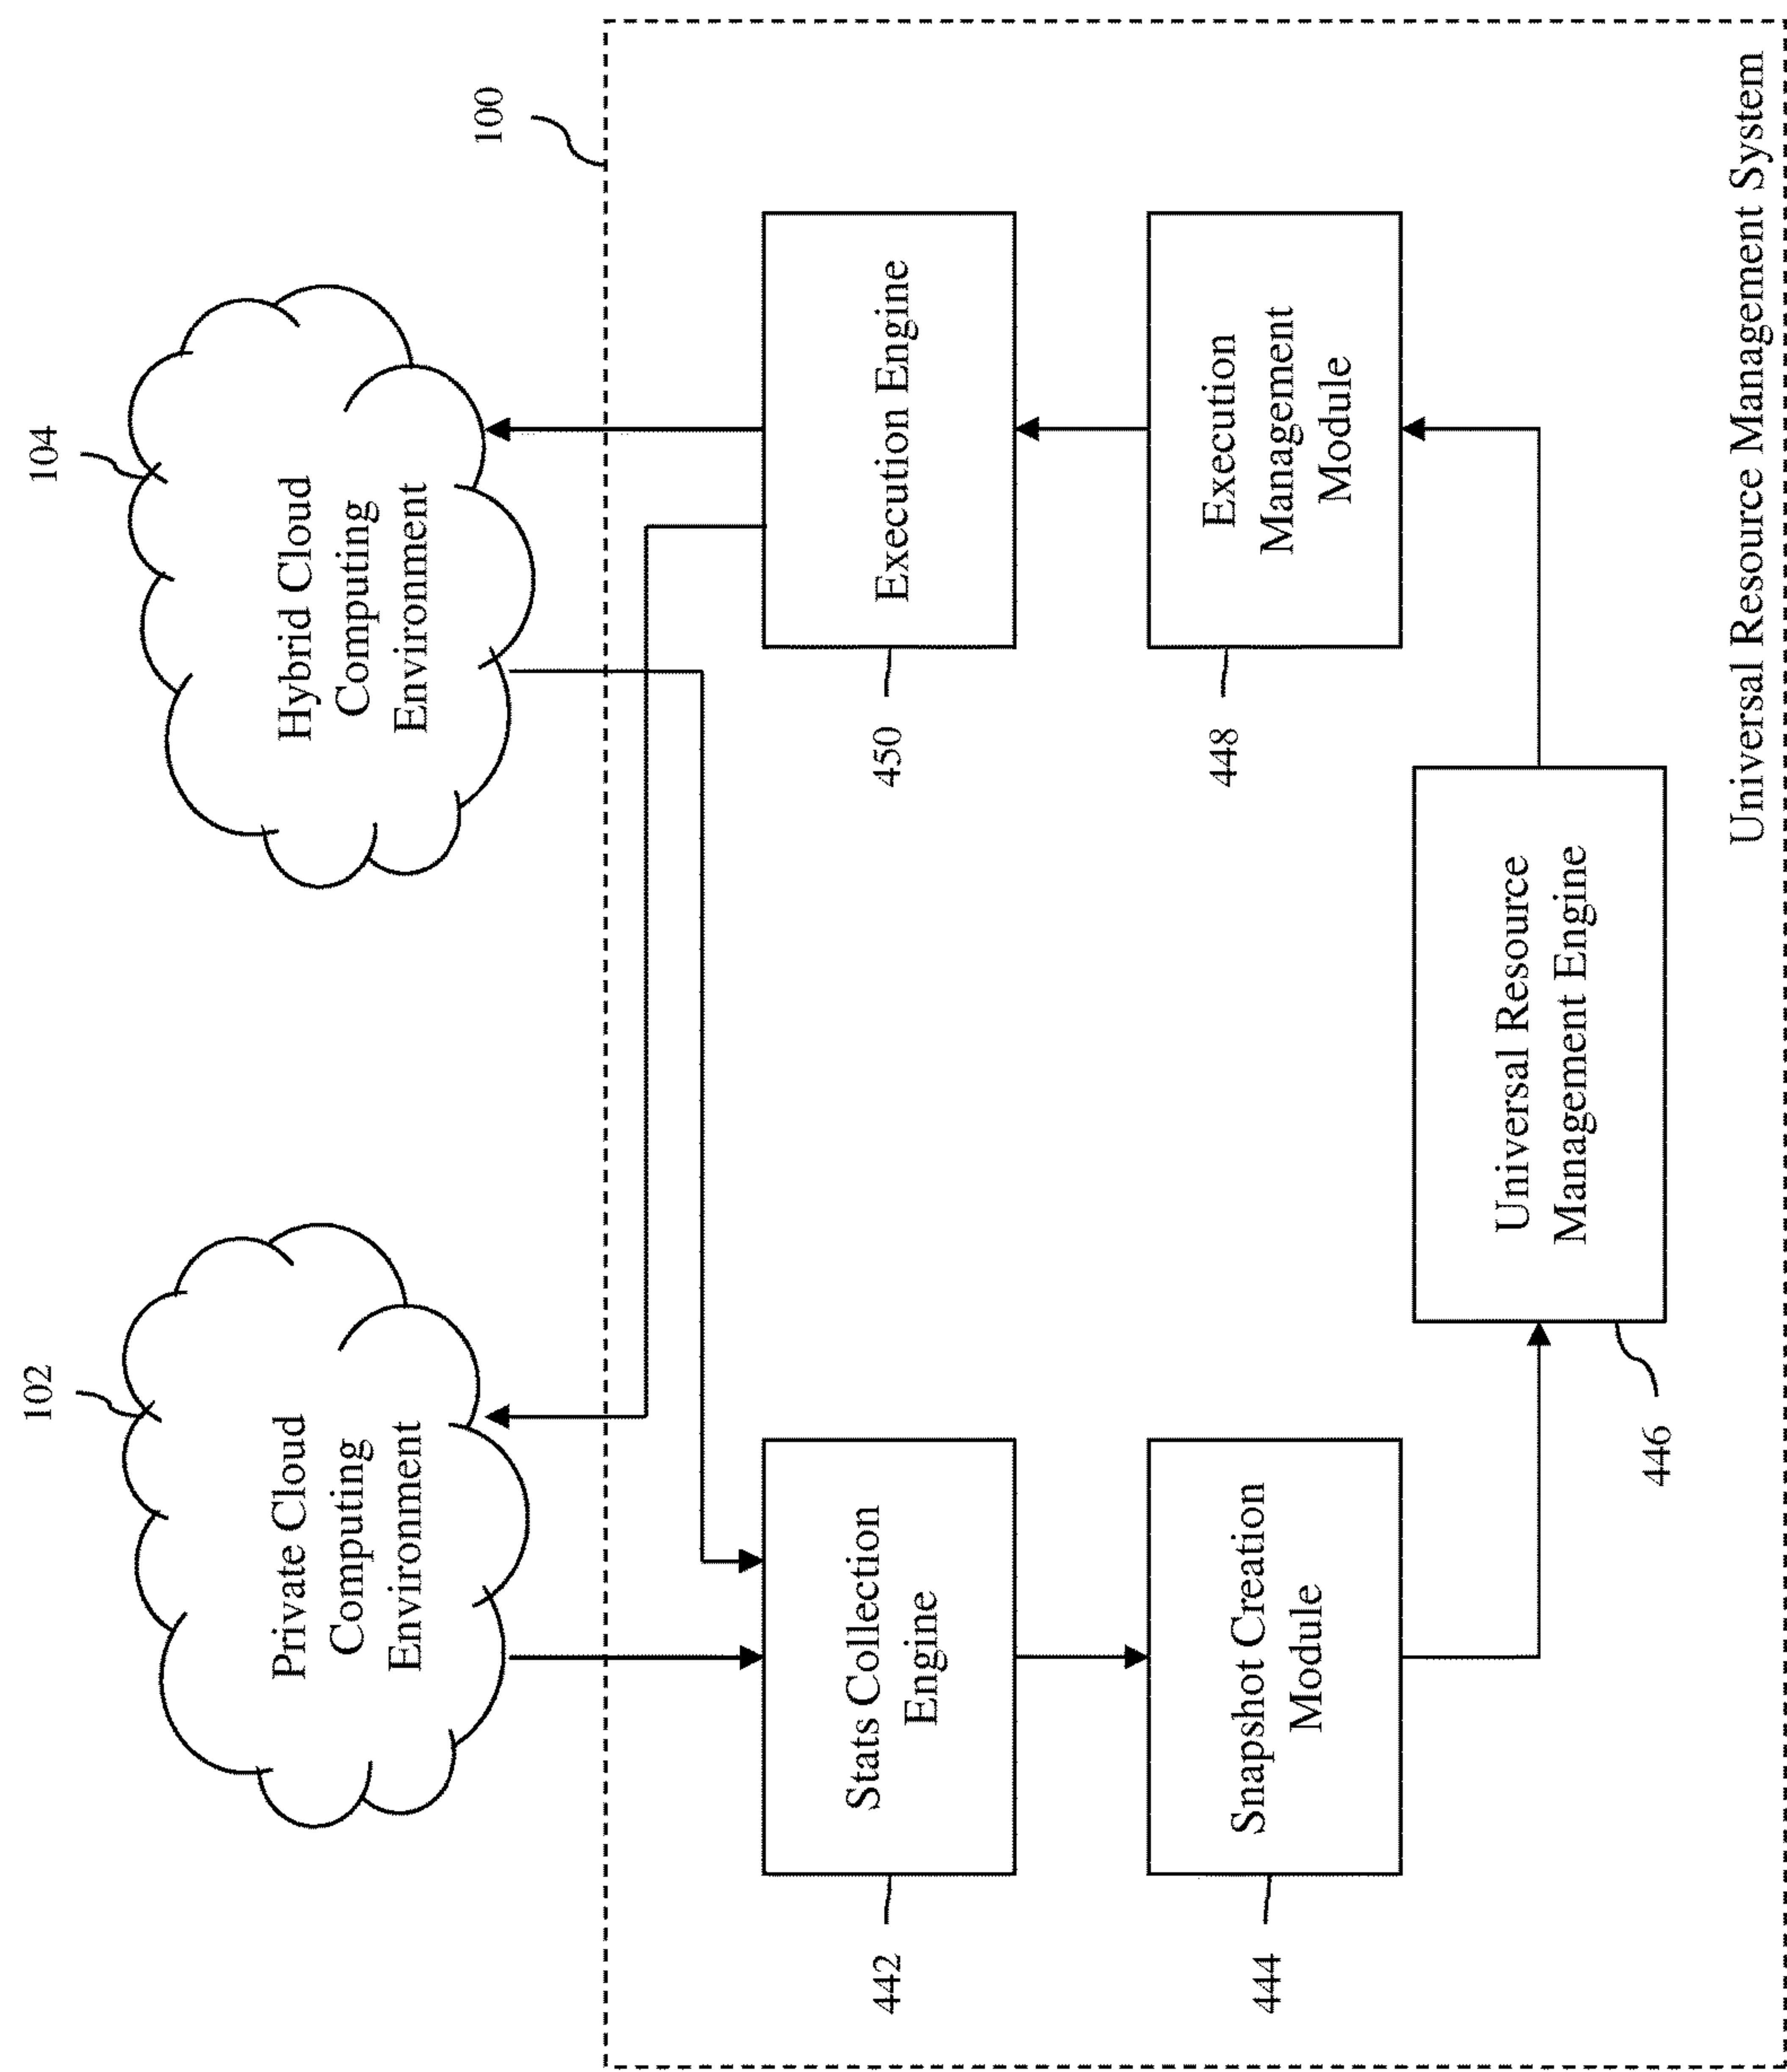 102
Private Cloud
Computing
Environment
104
Hybrid Cloud
Computing
Environment
100
442
Stats Collection
Engine
450
Execution Engine
444
Snapshot Creation
Module
448
Execution
Management
Module
446
Universal Resource
Management Engine
Universal Resource Management System